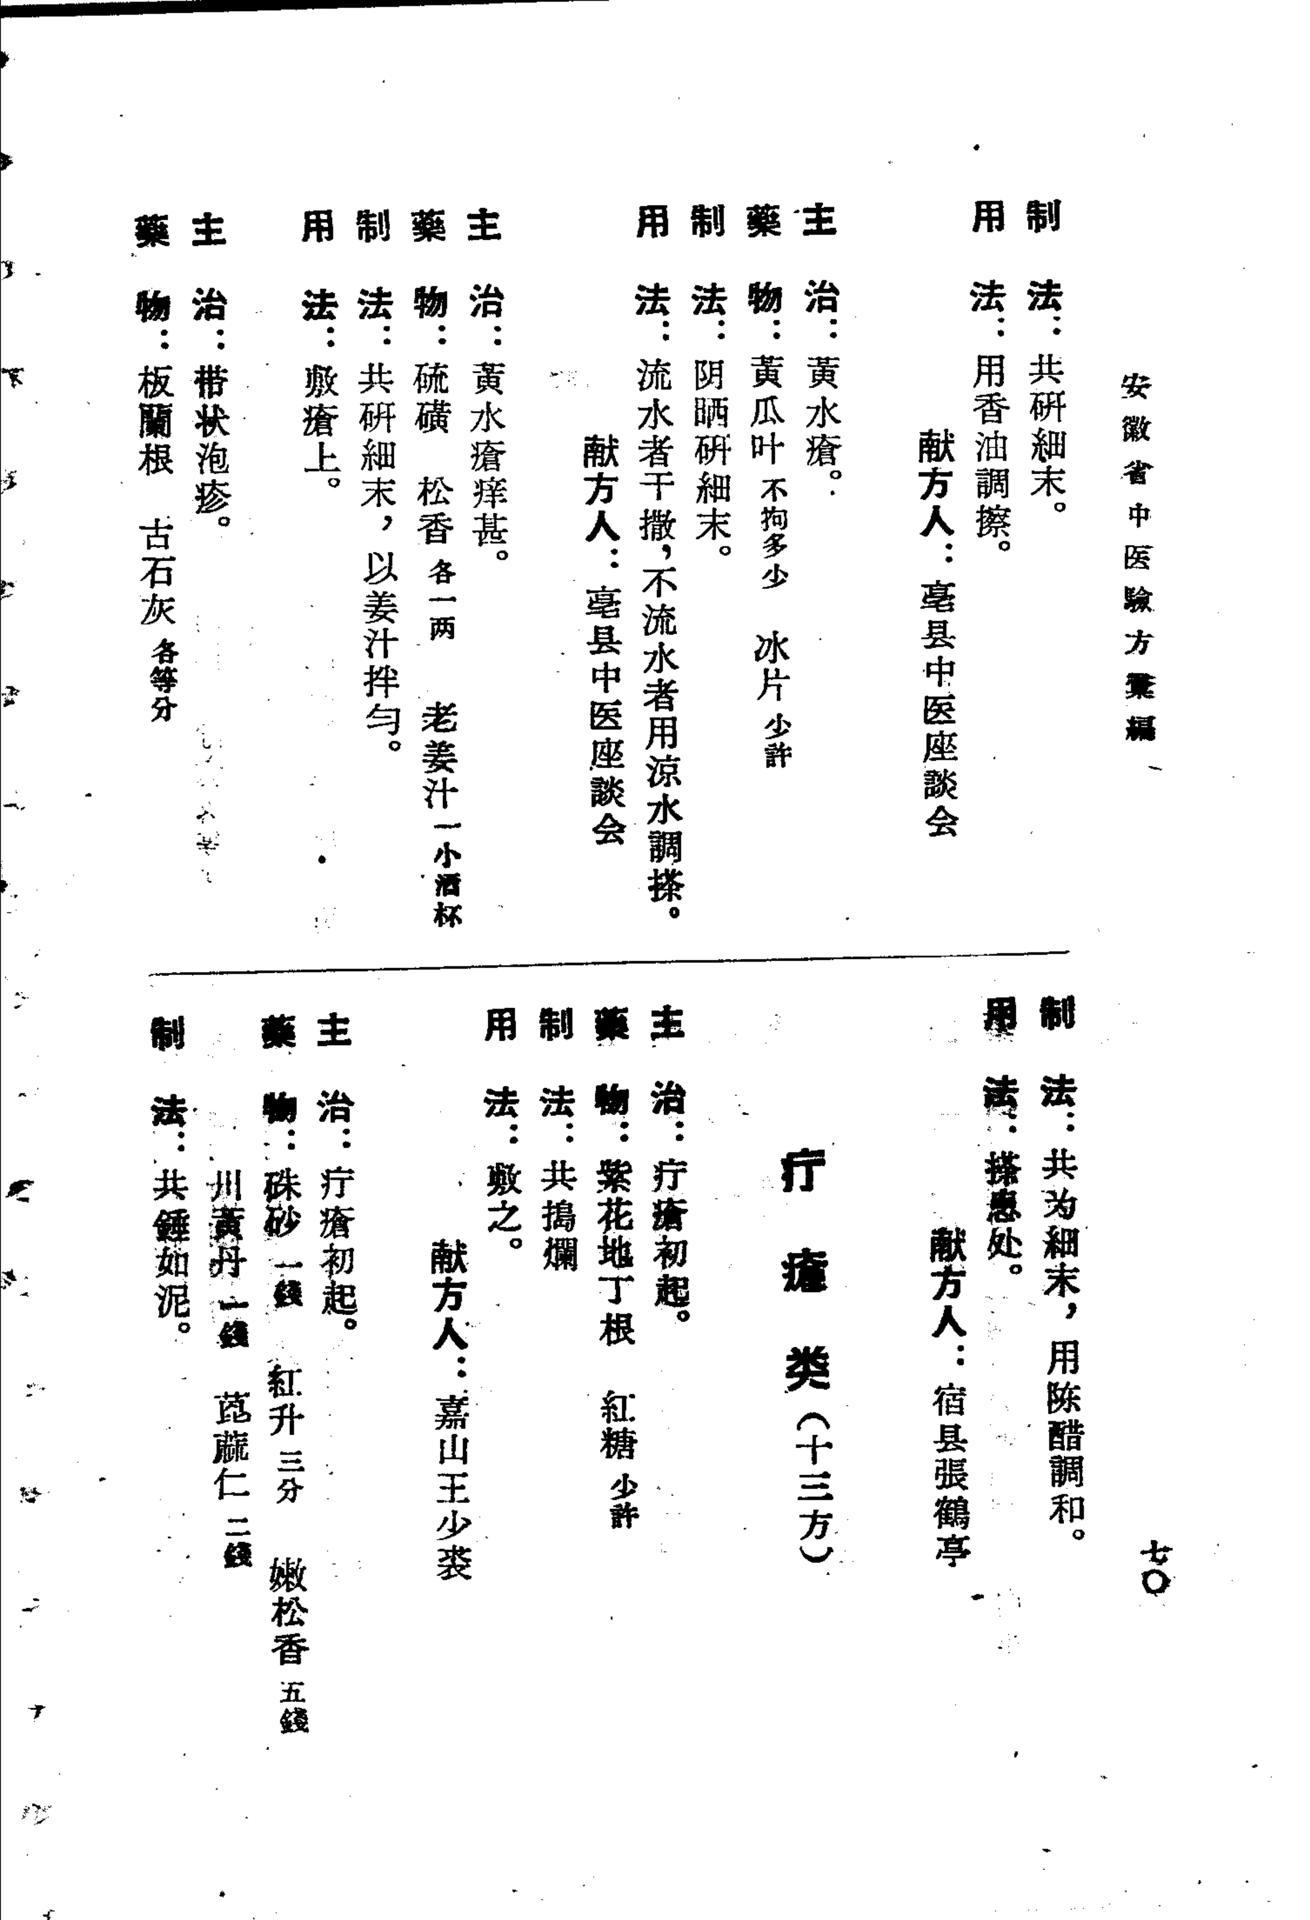 安徽省中医驗方彙編
七〇
制法：共研細末。
用法：用香油調擦。
献方人：亳县中医座談会
主治：黃水瘡。
藥物：黃瓜叶 不拘多少 冰片 少許
制法：阴晒研細末。
用法：流水者干撒，不流水者用涼水調搽。
献方人：亳县中医座談会
主治：黃水瘡痒甚。
藥物：硫磺 松香 各一两 老姜汁 一小酒杯
制法：共研細末，以姜汁拌匀。
用法：敷瘡上。
主治：带状泡疹。
藥物：板蘭根 古石灰 各等分
制法：共为細末，用陈醋調和。
用法：搽患处。
献方人：宿县張鶴亭
疔瘡类（十三方）
主治：疔瘡初起。
藥物：紫花地丁根 紅糖 少許
制法：共搗爛
用法：敷之。
献方人：嘉山王少裘
主治：疔瘡初起。
藥物：硃砂 一錢 紅升 三分 嫩松香 五錢
川黃丹 一錢 萞蔴仁 二錢
制法：共錘如泥。